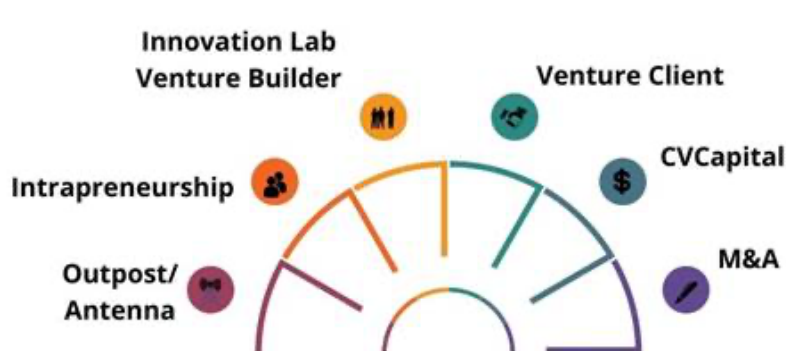 Innovation Lab
Venture Builder
Venture Client
CVCapital
Intrapreneurship
M&A
Outpost/
Antenna
$